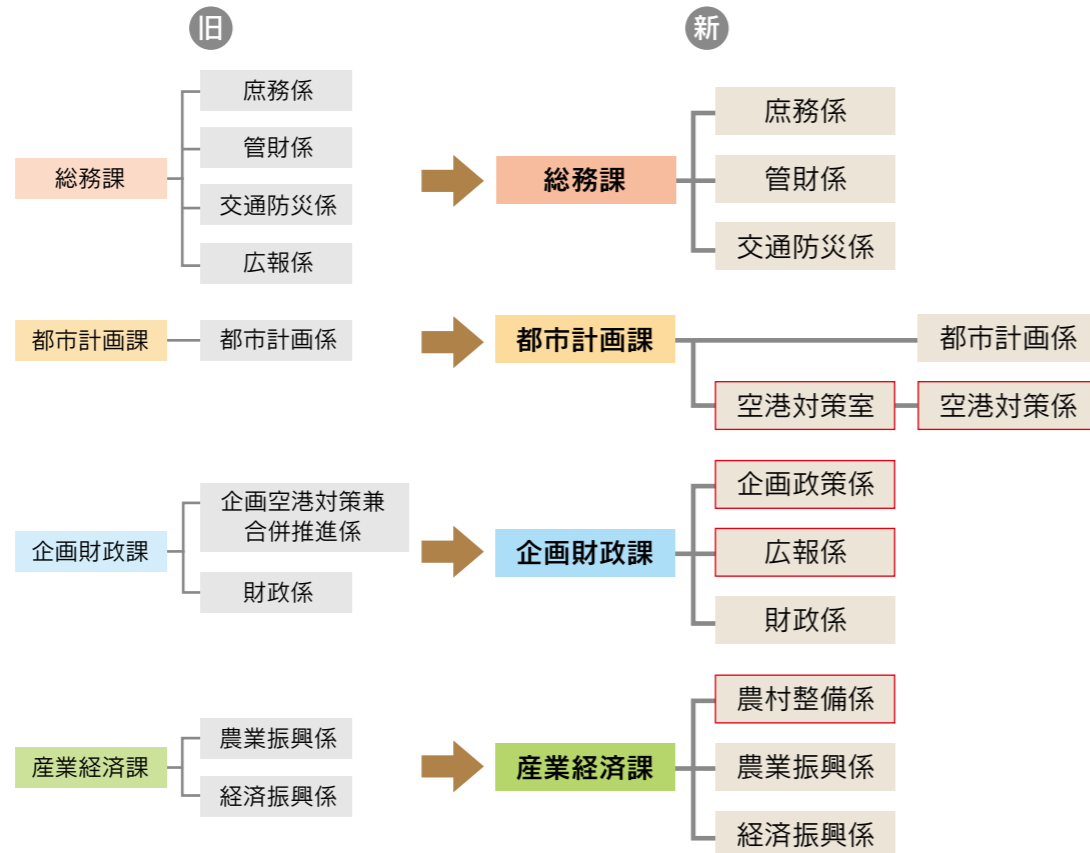 旧
新
総務課
庶務係
管財係
交通防災係
広報係
総務課
庶務係
管財係
交通防災係
都市計画課
都市計画係
都市計画課
都市計画係
空港対策室
空港対策係
企画財政課
企画空港対策兼
合併推進係
財政係
企画財政課
企画政策係
広報係
財政係
産業経済課
農業振興係
経済振興係
産業経済課
農村整備係
農業振興係
経済振興係